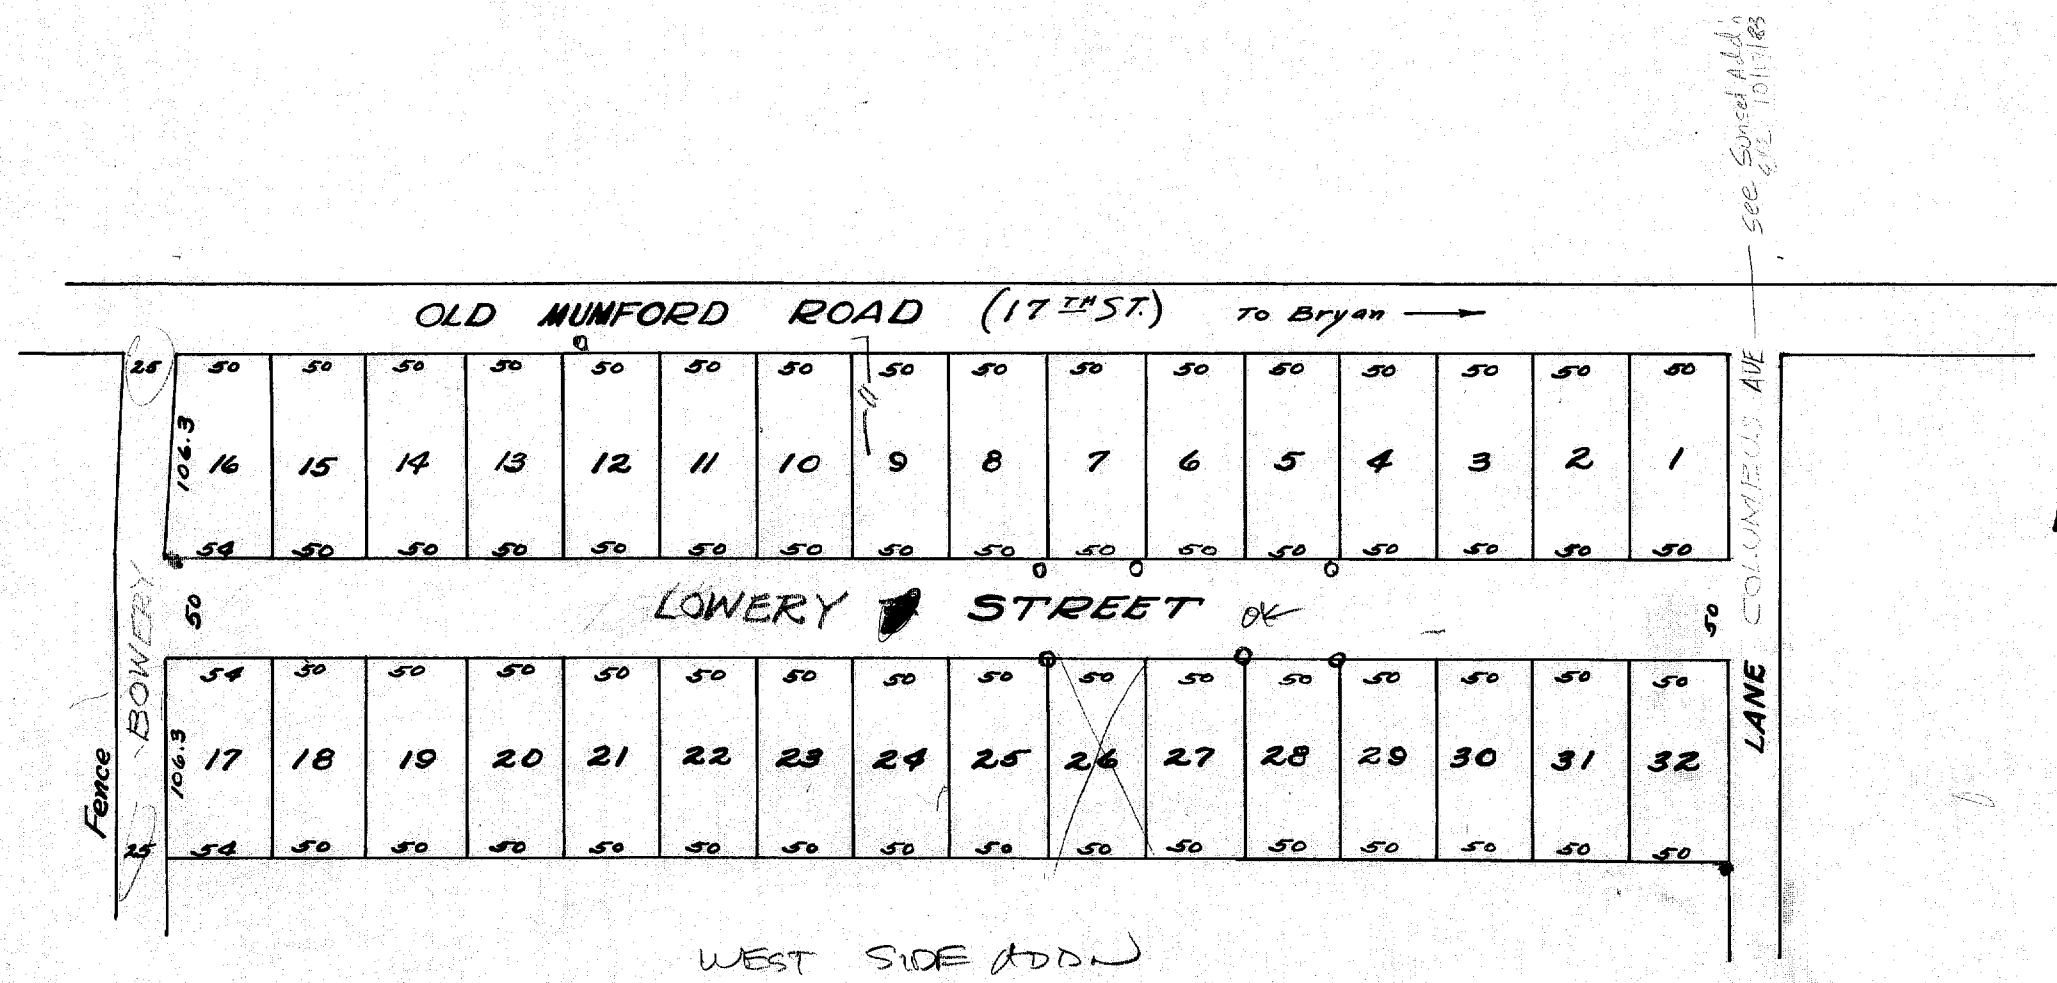 see Sunset Add'n
10/17/83
OLD MUMFORD ROAD (17TH ST.) To Bryan
25 50 50 50 50 50 50 50 50 50 50 50 50 50 50 50 50
106.3 16 15 14 13 12 11 10 9 8 7 6 5 4 3 2 1
54 50 50 50 50 50 50 50 50 50 50 50 50 50 50 50
COLUMBUS AVE
BOWERY
50 LOWERY STREET OK 50
54 50 50 50 50 50 50 50 50 50 50 50 50 50 50 50
LANE
Fence
106.3 17 18 19 20 21 22 23 24 25 26 27 28 29 30 31 32
25 54 50 50 50 50 50 50 50 50 50 50 50 50 50 50 50
WEST SIDE ADDN